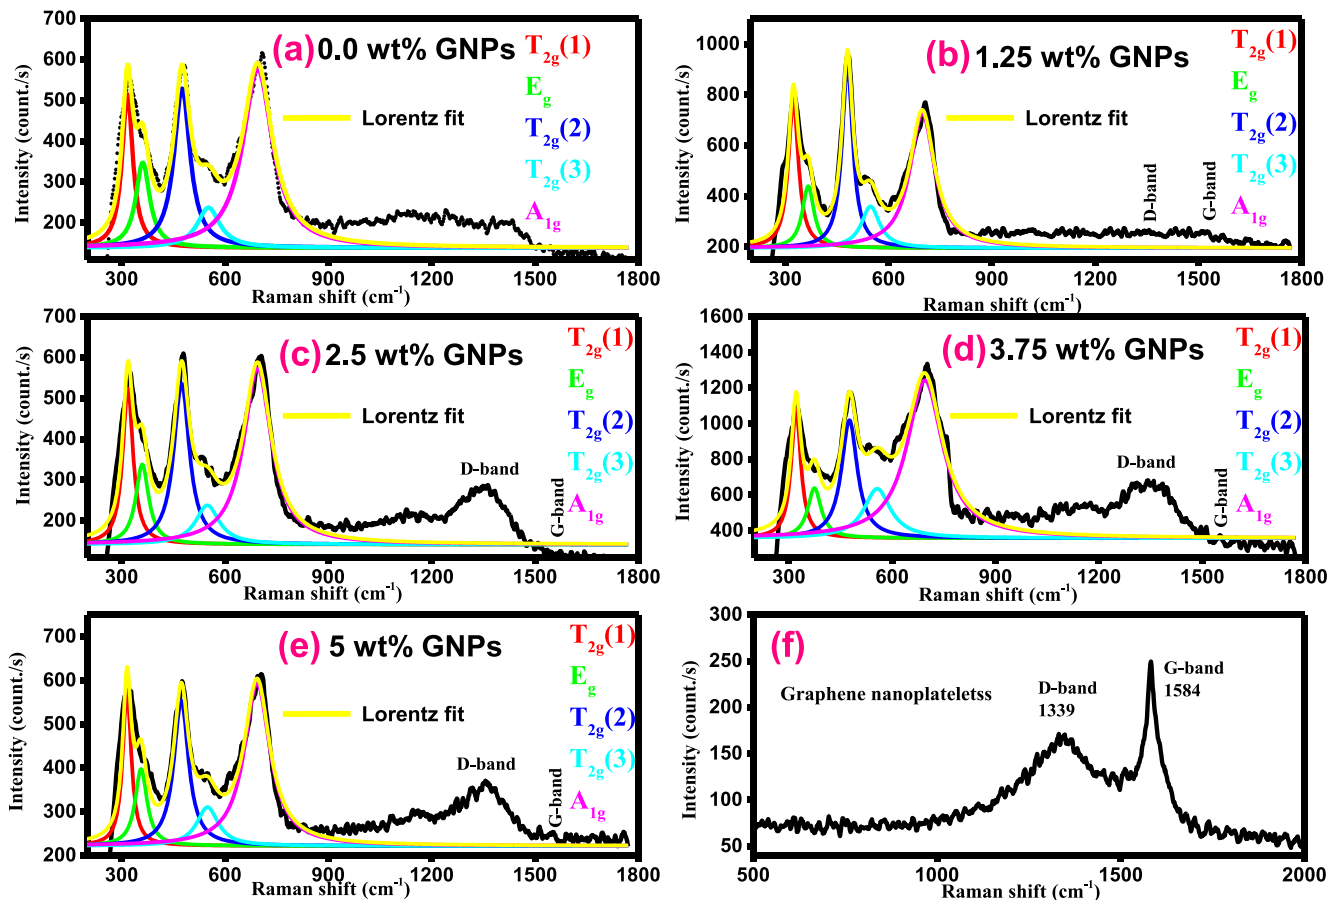 (a) 0.0 wt% GNPs
T2g(1)
Eg
T2g(2)
T2g(3)
A1g
Lorentz fit
Intensity (count./s)
700
600
500
400
300
200
300 600 900 1200 1500 1800
Raman shift (cm-1)
(b) 1.25 wt% GNPs
T2g(1)
Eg
T2g(2)
T2g(3)
A1g
Lorentz fit
D-band
G-band
Intensity (count./s)
1000
800
600
400
200
300 600 900 1200 1500 1800
Raman shift (cm-1)
(c) 2.5 wt% GNPs
T2g(1)
Eg
T2g(2)
T2g(3)
A1g
Lorentz fit
D-band
G-band
Intensity (count./s)
700
600
500
400
300
200
300 600 900 1200 1500 1800
Raman shift (cm-1)
(d) 3.75 wt% GNPs
T2g(1)
Eg
T2g(2)
T2g(3)
A1g
Lorentz fit
D-band
G-band
Intensity (count./s)
1600
1400
1200
1000
800
600
400
300 600 900 1200 1500 1800
Raman shift (cm-1)
(e) 5 wt% GNPs
T2g(1)
Eg
T2g(2)
T2g(3)
A1g
Lorentz fit
D-band
G-band
Intensity (count./s)
700
600
500
400
300
200
300 600 900 1200 1500 1800
Raman shift (cm-1)
(f)
Graphene nanoplateletss
D-band
1339
G-band
1584
Intensity (count./s)
300
250
200
150
100
50
500 1000 1500 2000
Raman shift (cm-1)